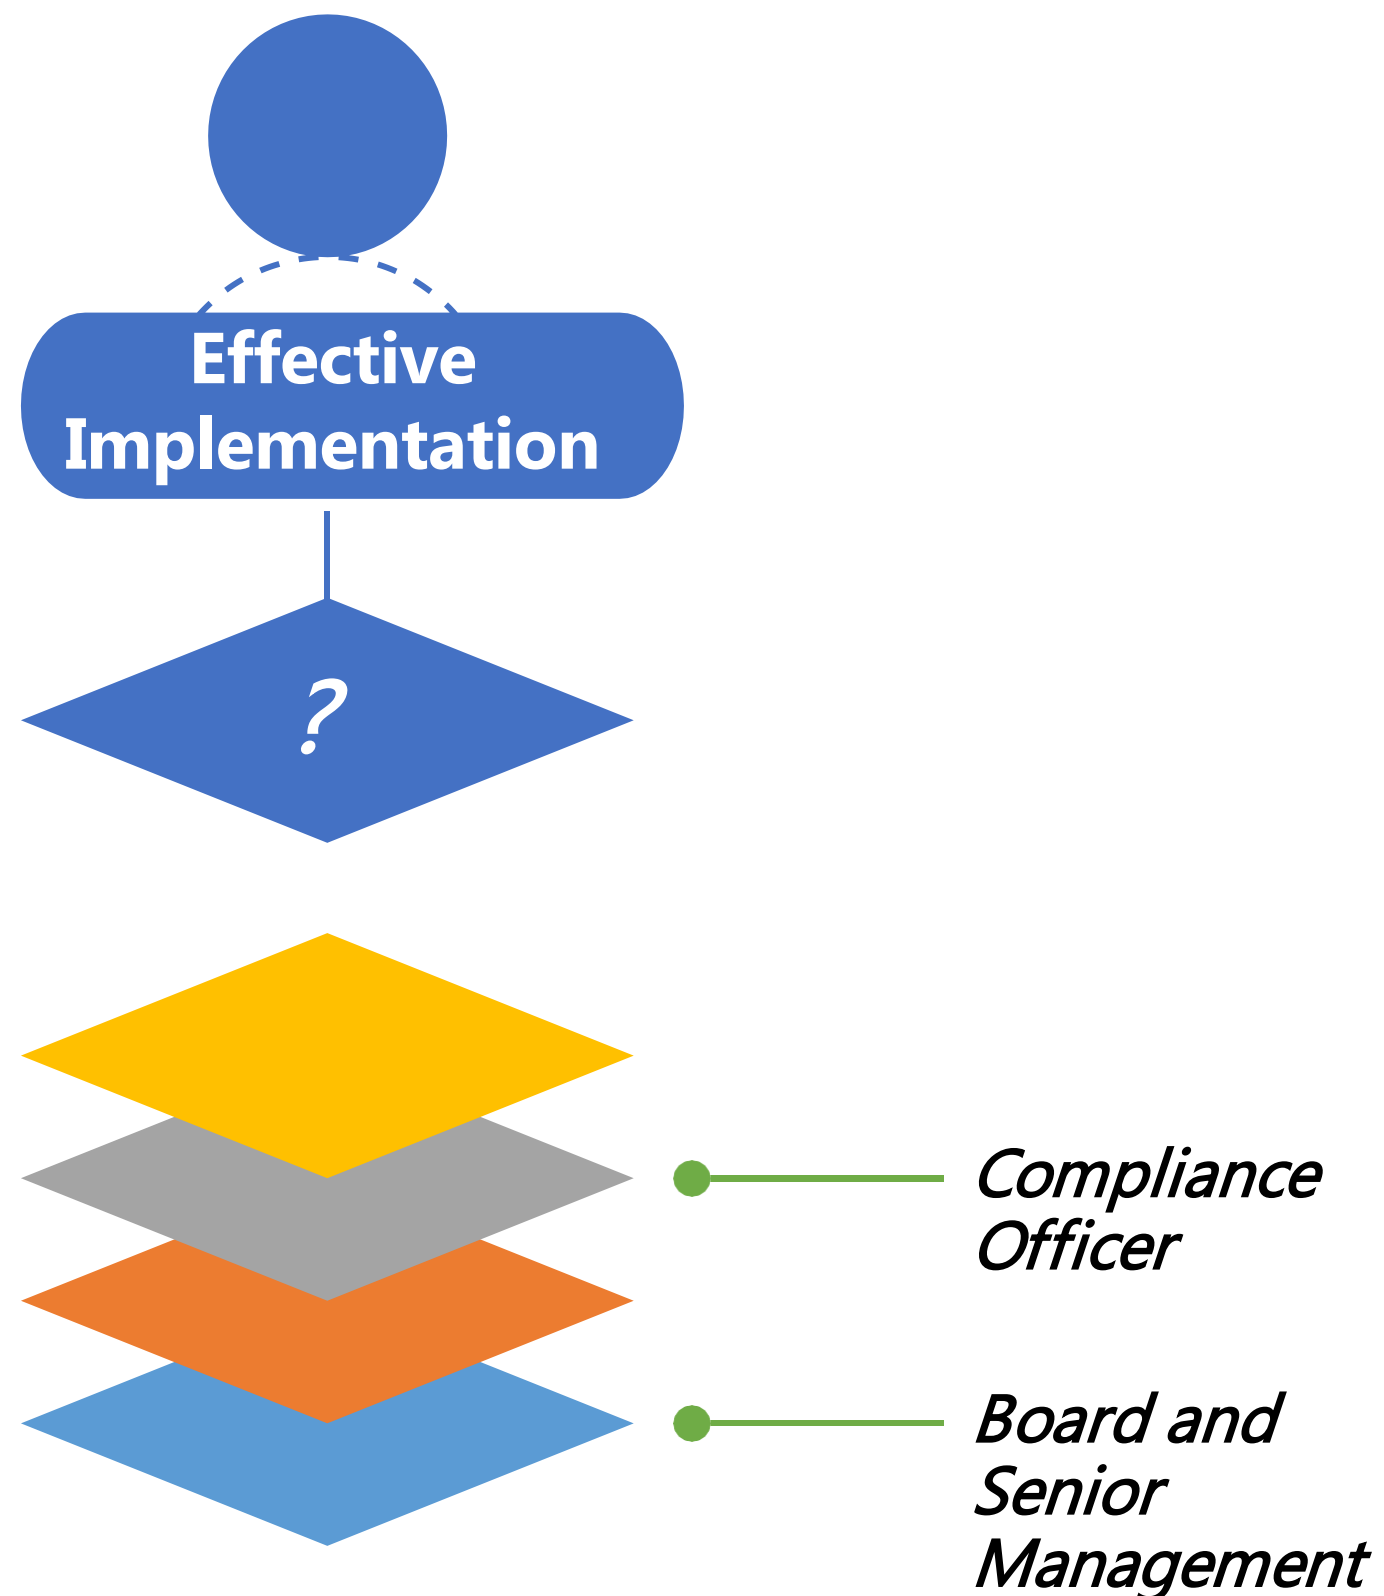 Effective
Implementation
?
Compliance
Officer
Board and
Senior
Management